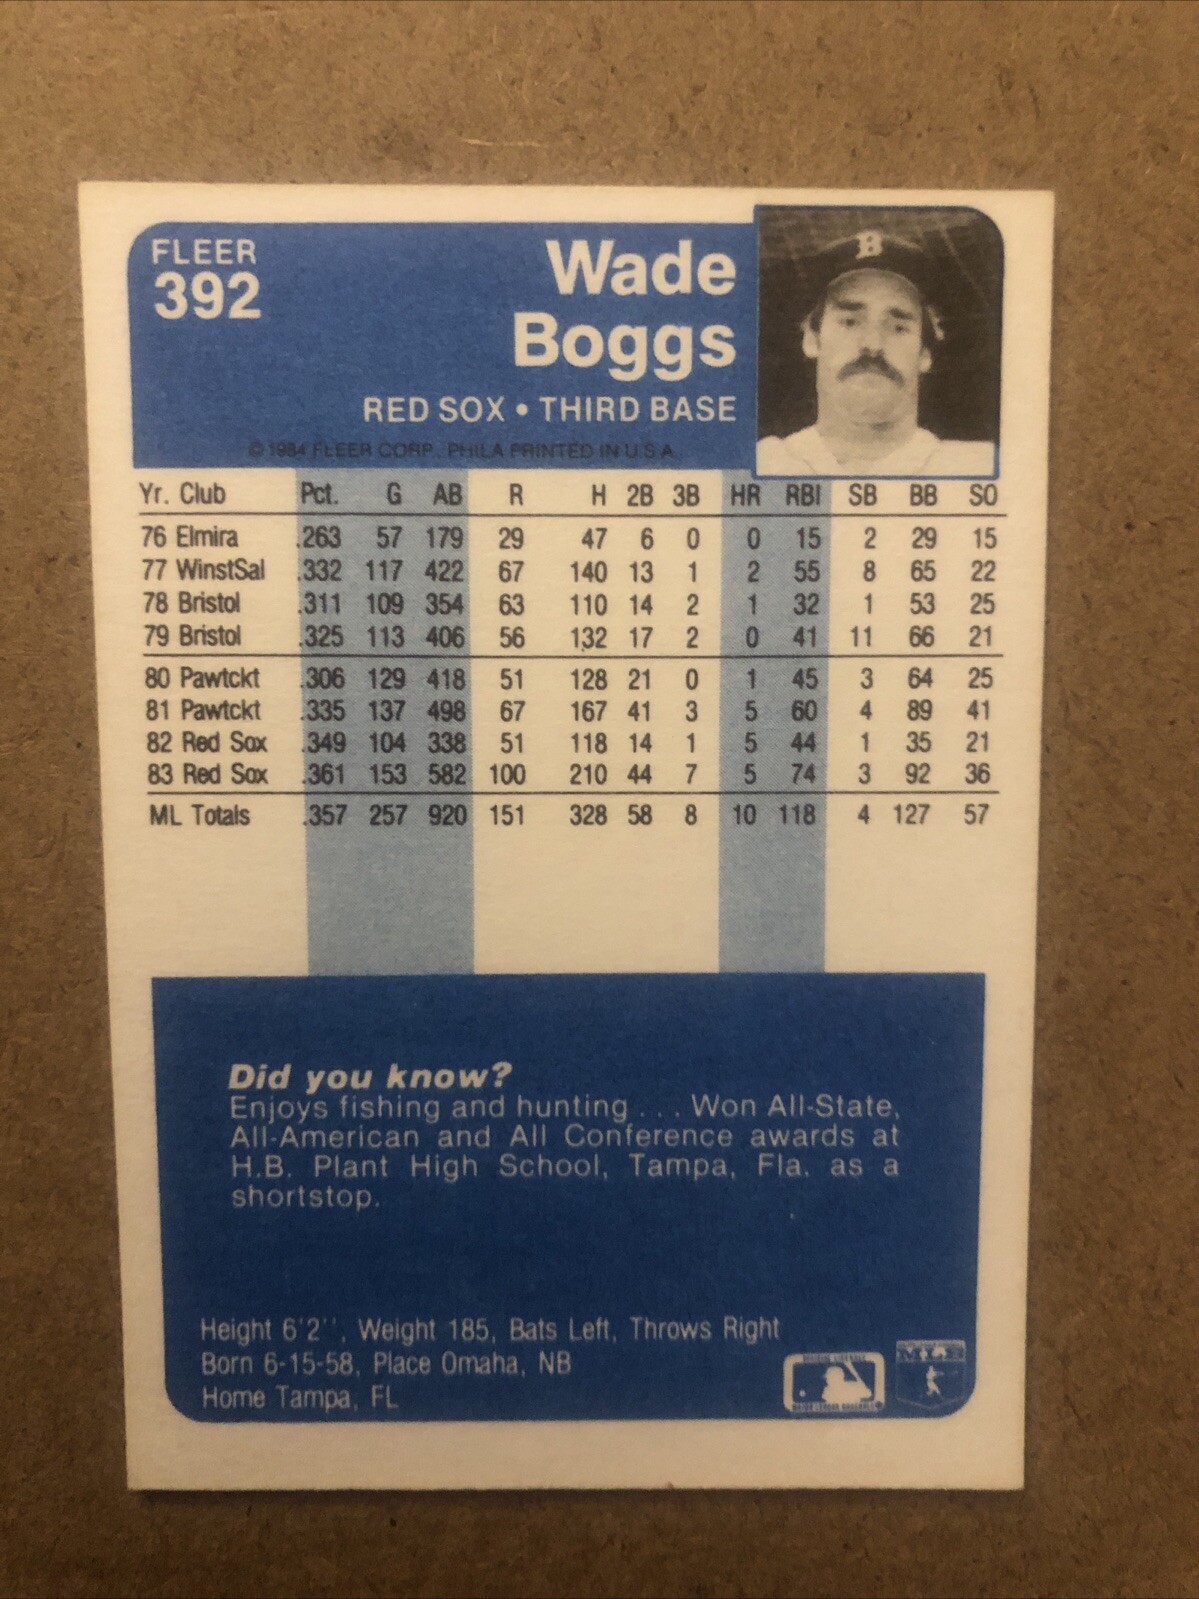 FLEER
392
Wade
Boggs
RED SOX • THIRD BASE
© 1984 FLEER CORP. PHILA PRINTED IN U.S.A.
Yr. Club Pct. G AB R H 2B 3B HR RBI SB BB SO
76 Elmira .263 57 179 29 47 6 0 0 15 2 29 15
77 WinstSal .332 117 422 67 140 13 1 2 55 8 65 22
78 Bristol .311 109 354 63 110 14 2 1 32 1 53 25
79 Bristol .325 113 406 56 132 17 2 0 41 11 66 21
80 Pawtckt .306 129 418 51 128 21 0 1 45 3 64 25
81 Pawtckt .335 137 498 67 167 41 3 5 60 4 89 41
82 Red Sox .349 104 338 51 118 14 1 5 44 1 35 21
83 Red Sox .361 153 582 100 210 44 7 5 74 3 92 36
ML Totals .357 257 920 151 328 58 8 10 118 4 127 57
Did you know?
Enjoys fishing and hunting . . . Won All-State,
All-American and All Conference awards at
H.B. Plant High School, Tampa, Fla. as a
shortstop.
Height 6'2'', Weight 185, Bats Left, Throws Right
Born 6-15-58, Place Omaha, NB
Home Tampa, FL
B
MLB